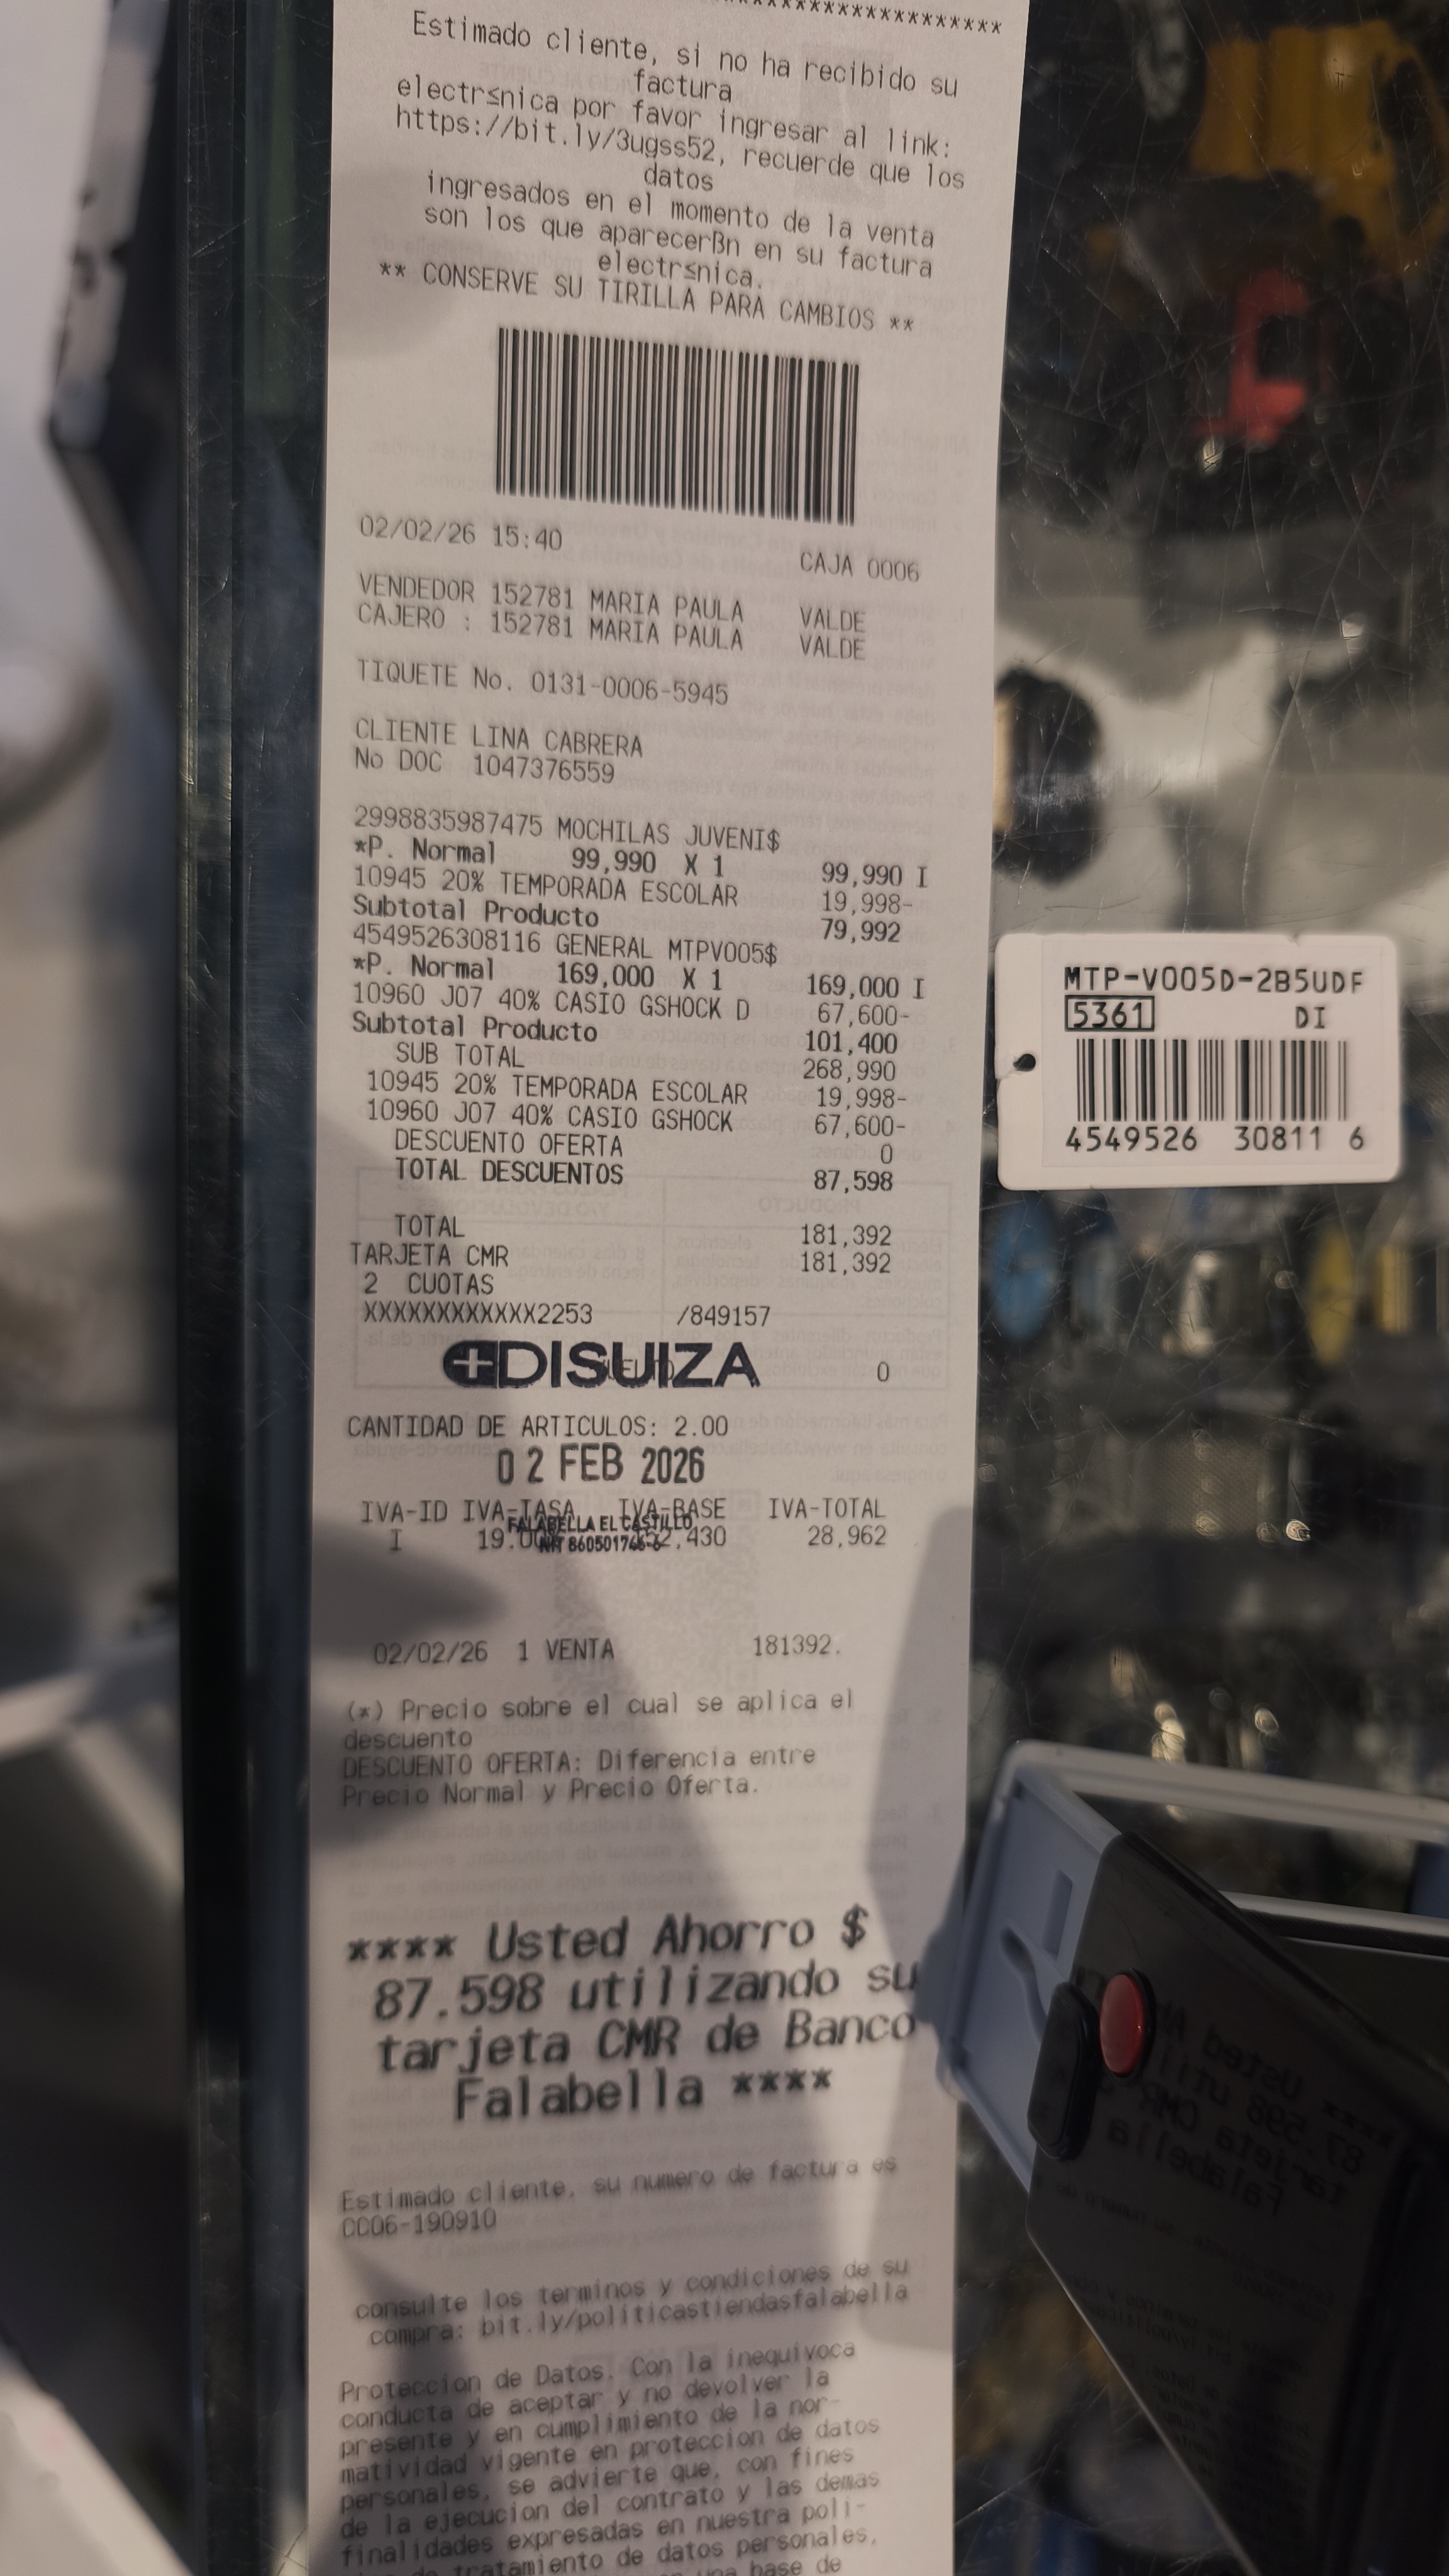 *******************
Estimado cliente, si no ha recibido su
factura
electr≤nica por favor ingresar al link:
https://bit.ly/3ugss52, recuerde que los
datos
ingresados en el momento de la venta
son los que aparecerßn en su factura
electr≤nica.
** CONSERVE SU TIRILLA PARA CAMBIOS **
02/02/26 15:40 CAJA 0006
VENDEDOR 152781 MARIA PAULA VALDE
CAJERO : 152781 MARIA PAULA VALDE
TIQUETE No. 0131-0006-5945
CLIENTE LINA CABRERA
No DOC 1047376559
2998835987475 MOCHILAS JUVENI$
*P. Normal 99,990 X 1 99,990 I
10945 20% TEMPORADA ESCOLAR 19,998-
Subtotal Producto 79,992
4549526308116 GENERAL MTPV005$
*P. Normal 169,000 X 1 169,000 I
10960 J07 40% CASIO GSHOCK D 67,600-
Subtotal Producto 101,400
SUB TOTAL 268,990
10945 20% TEMPORADA ESCOLAR 19,998-
10960 J07 40% CASIO GSHOCK 67,600-
DESCUENTO OFERTA 0
TOTAL DESCUENTOS 87,598
TOTAL 181,392
TARJETA CMR 181,392
2 CUOTAS
XXXXXXXXXXXX2253 /849157
DISUIZA 0
CANTIDAD DE ARTICULOS: 2.00
02 FEB 2026
IVA-ID IVA-TASA IVA-BASE IVA-TOTAL
FALABELLA EL CASTILLO
I 28,962
NIT 860501746-6
02/02/26 1 VENTA 181392.
(*) Precio sobre el cual se aplica el
descuento
DESCUENTO OFERTA: Diferencia entre
Precio Normal y Precio Oferta.
**** Usted Ahorro $
87.598 utilizando su
tarjeta CMR de Banco
Falabella ****
Estimado cliente, su numero de factura es
CC06-190910
consulte los terminos y condiciones de su
compra: bit.ly/politicastiendasfalabella
Proteccion de Datos. Con la inequivoca
conducta de aceptar y no devolver la
presente y en cumplimiento de la nor-
matividad vigente en proteccion de datos
personales, se advierte que, con fines
de la ejecucion del contrato y las demas
finalidades expresadas en nuestra poli-
de tratamiento de datos personales,
base de
MTP-V005D-2B5UDF
5361 DI
4549526 30811 6